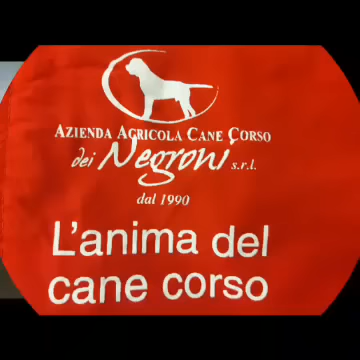 AZIENDA AGRICOLA CANE CORSO
dei Negroni s.r.l.
dal 1990
L'anima del
cane corso